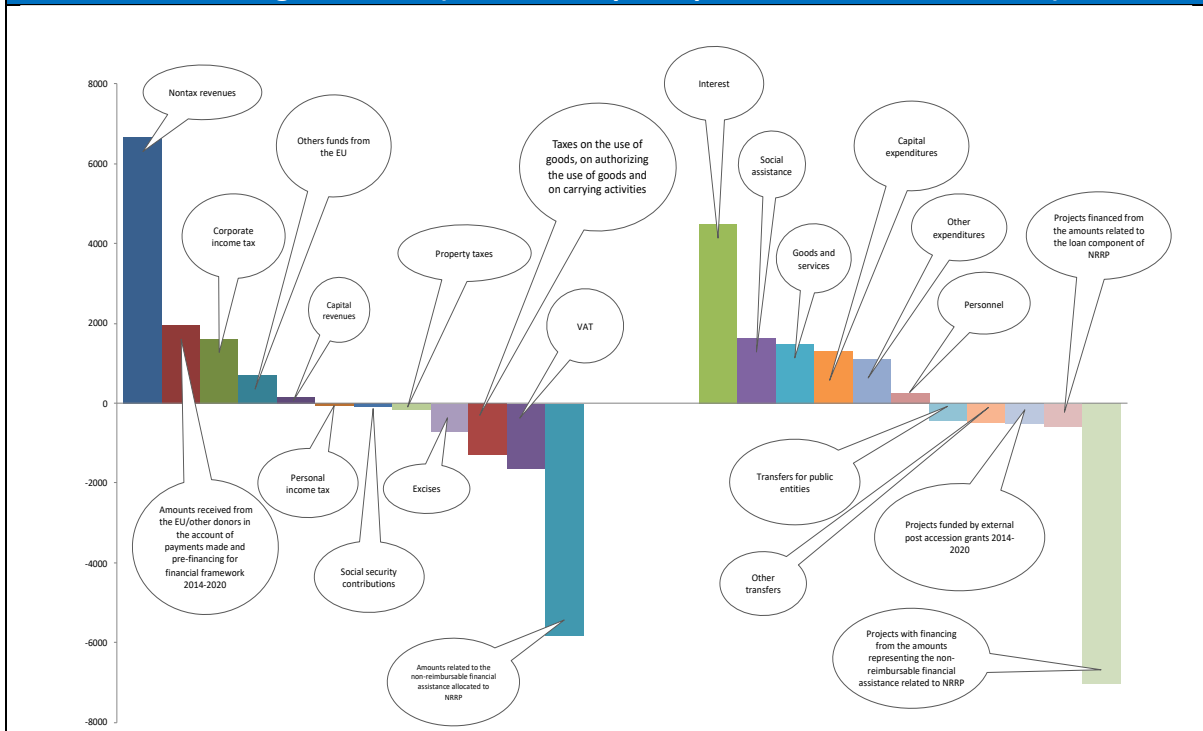 8000
6000
4000
2000
0
-2000
-4000
-6000
-8000
Nontax revenues
Others funds from
the EU
Corporate
income tax
Capital
revenues
Property taxes
Taxes on the use of
goods, on authorizing
the use of goods and
on carrying activities
VAT
Personal
income tax
Excises
Amounts received from
the EU/other donors in
the account of
payments made and
pre-financing for
financial framework
2014-2020
Social security
contributions
Amounts related to the
non-reimbursable financial
assistance allocated to
NRRP
Interest
Social
assistance
Goods and
services
Capital
expenditures
Other
expenditures
Personnel
Projects financed from
the amounts related to
the loan component of
NRRP
Transfers for public
entities
Other
transfers
Projects funded by external
post accession grants 2014-
2020
Projects with financing
from the amounts
representing the non-
reimbursable financial
assistance related to NRRP